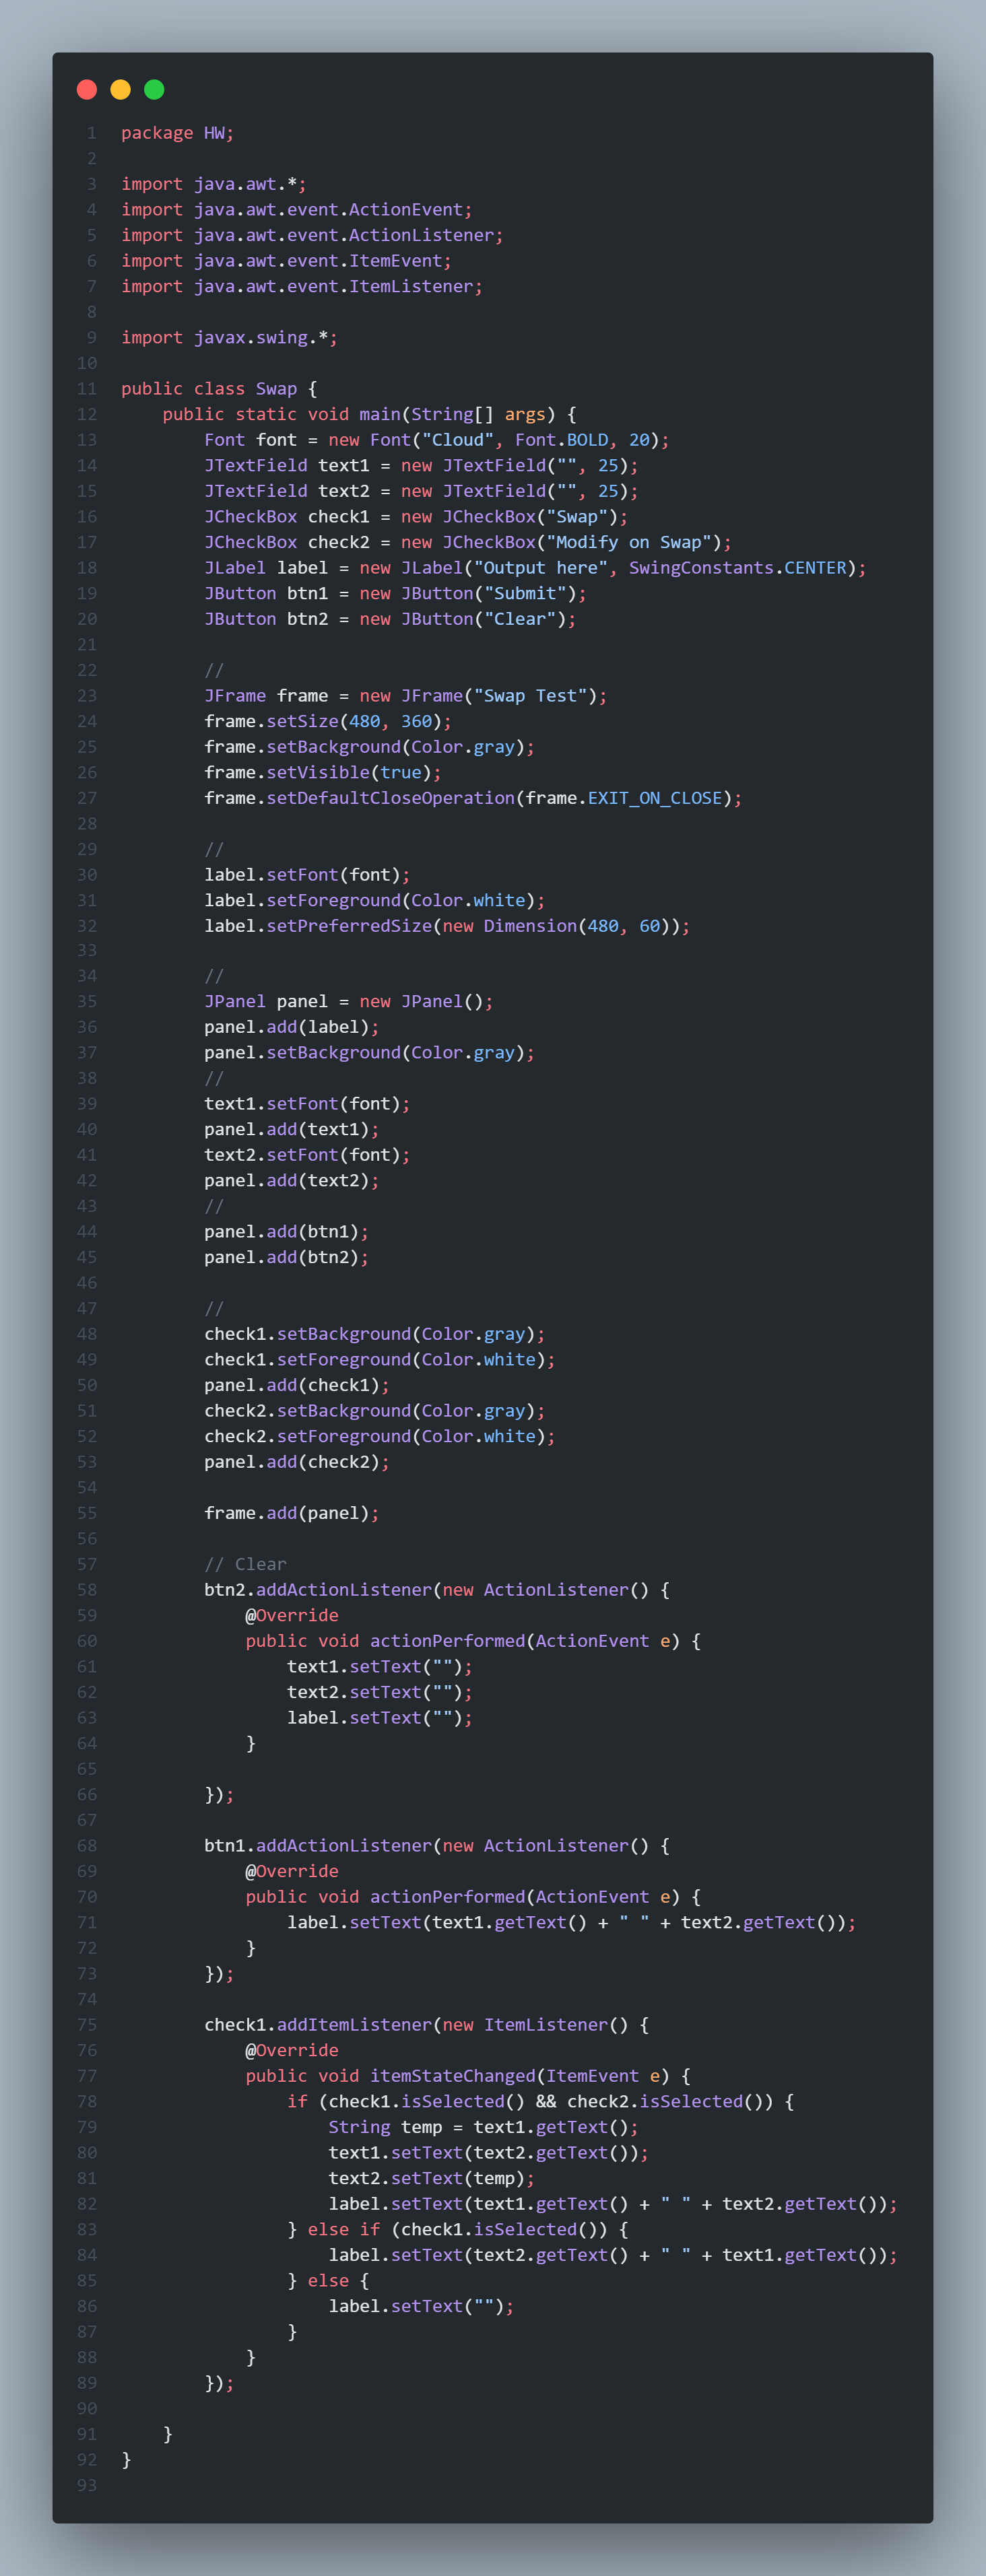 1 package HW;
2
3 import java.awt.*;
4 import java.awt.event.ActionEvent;
5 import java.awt.event.ActionListener;
6 import java.awt.event.ItemEvent;
7 import java.awt.event.ItemListener;
8
9 import javax.swing.*;
10
11 public class Swap {
12     public static void main(String[] args) {
13         Font font = new Font("Cloud", Font.BOLD, 20);
14         JTextField text1 = new JTextField("", 25);
15         JTextField text2 = new JTextField("", 25);
16         JCheckBox check1 = new JCheckBox("Swap");
17         JCheckBox check2 = new JCheckBox("Modify on Swap");
18         JLabel label = new JLabel("Output here", SwingConstants.CENTER);
19         JButton btn1 = new JButton("Submit");
20         JButton btn2 = new JButton("Clear");
21
22         //
23         JFrame frame = new JFrame("Swap Test");
24         frame.setSize(480, 360);
25         frame.setBackground(Color.gray);
26         frame.setVisible(true);
27         frame.setDefaultCloseOperation(frame.EXIT_ON_CLOSE);
28
29         //
30         label.setFont(font);
31         label.setForeground(Color.white);
32         label.setPreferredSize(new Dimension(480, 60));
33
34         //
35         JPanel panel = new JPanel();
36         panel.add(label);
37         panel.setBackground(Color.gray);
38         //
39         text1.setFont(font);
40         panel.add(text1);
41         text2.setFont(font);
42         panel.add(text2);
43         //
44         panel.add(btn1);
45         panel.add(btn2);
46
47         //
48         check1.setBackground(Color.gray);
49         check1.setForeground(Color.white);
50         panel.add(check1);
51         check2.setBackground(Color.gray);
52         check2.setForeground(Color.white);
53         panel.add(check2);
54
55         frame.add(panel);
56
57         // Clear
58         btn2.addActionListener(new ActionListener() {
59             @Override
60             public void actionPerformed(ActionEvent e) {
61                 text1.setText("");
62                 text2.setText("");
63                 label.setText("");
64             }
65
66         });
67
68         btn1.addActionListener(new ActionListener() {
69             @Override
70             public void actionPerformed(ActionEvent e) {
71                 label.setText(text1.getText() + " " + text2.getText());
72             }
73         });
74
75         check1.addItemListener(new ItemListener() {
76             @Override
77             public void itemStateChanged(ItemEvent e) {
78                 if (check1.isSelected() && check2.isSelected()) {
79                     String temp = text1.getText();
80                     text1.setText(text2.getText());
81                     text2.setText(temp);
82                     label.setText(text1.getText() + " " + text2.getText());
83                 } else if (check1.isSelected()) {
84                     label.setText(text2.getText() + " " + text1.getText());
85                 } else {
86                     label.setText("");
87                 }
88             }
89         });
90
91     }
92 }
93